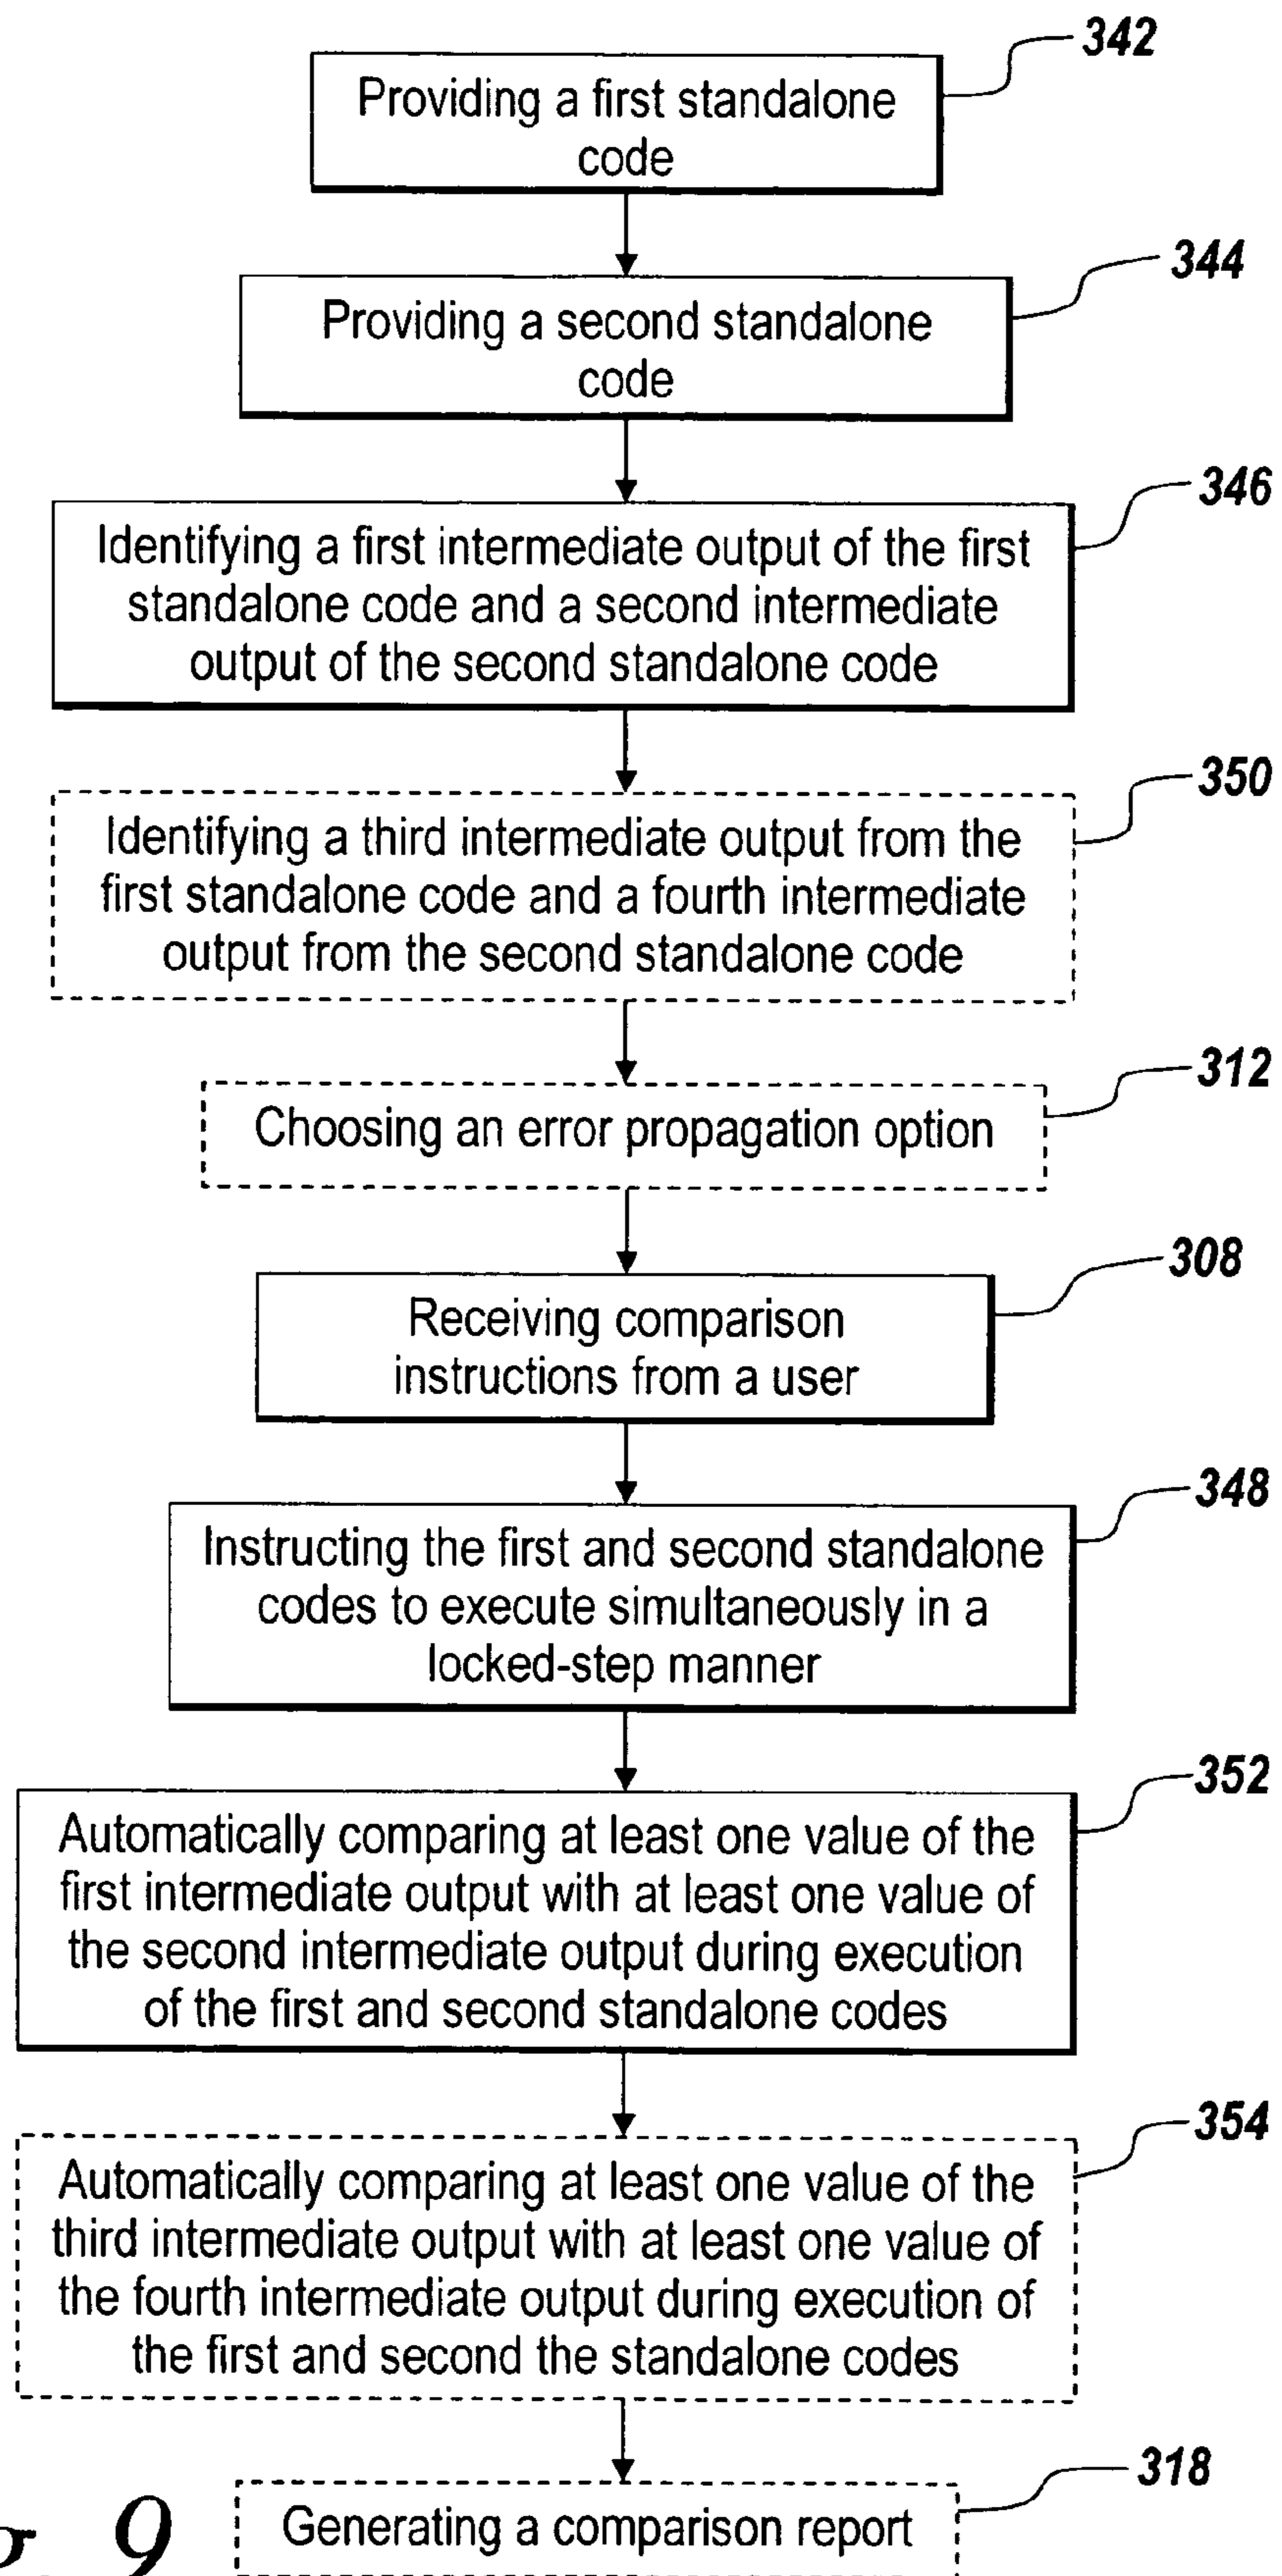 342
Providing a first standalone
code
344
Providing a second standalone
code
346
Identifying a first intermediate output of the first
standalone code and a second intermediate
output of the second standalone code
350
Identifying a third intermediate output from the
first standalone code and a fourth intermediate
output from the second standalone code
312
Choosing an error propagation option
308
Receiving comparison
instructions from a user
348
Instructing the first and second standalone
codes to execute simultaneously in a
locked-step manner
352
Automatically comparing at least one value of the
first intermediate output with at least one value of
the second intermediate output during execution
of the first and second standalone codes
354
Automatically comparing at least one value of the
third intermediate output with at least one value of
the fourth intermediate output during execution of
the first and second the standalone codes
318
Generating a comparison report
9